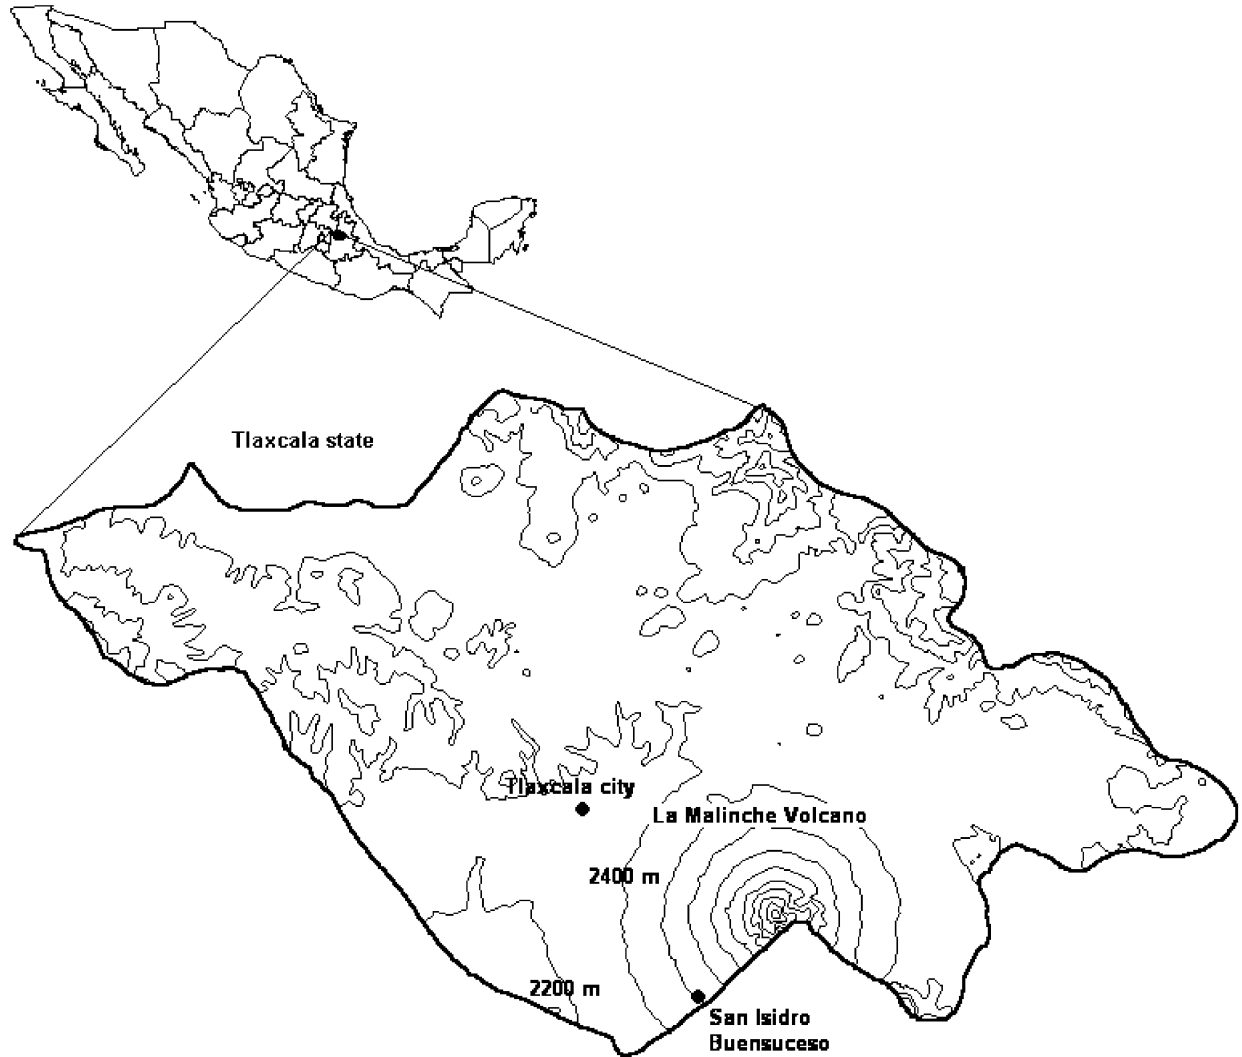 Tlaxcala state
Tlaxcala city
La Malinche Volcano
2400 m
2200 m
San Isidro
Buensuceso